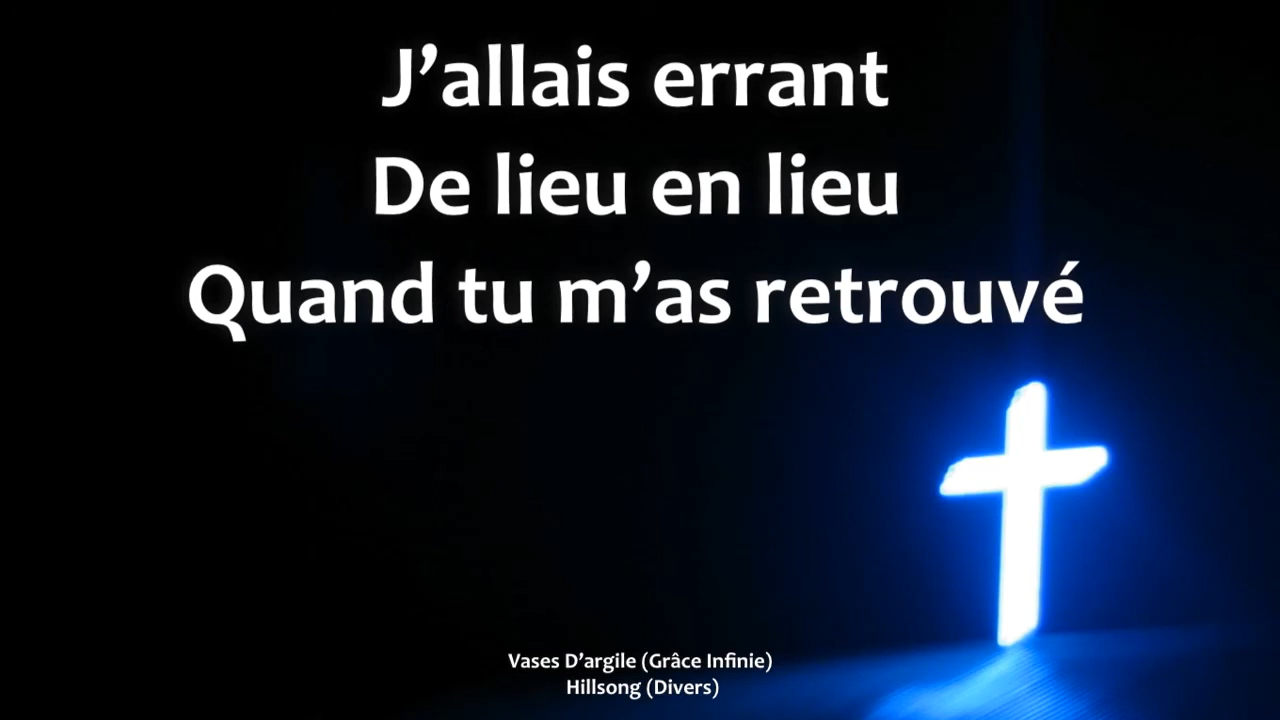 J’allais errant
De lieu en lieu
Quand tu m’as retrouvé
Vases D’argile (Grâce Infinie)
Hillsong (Divers)